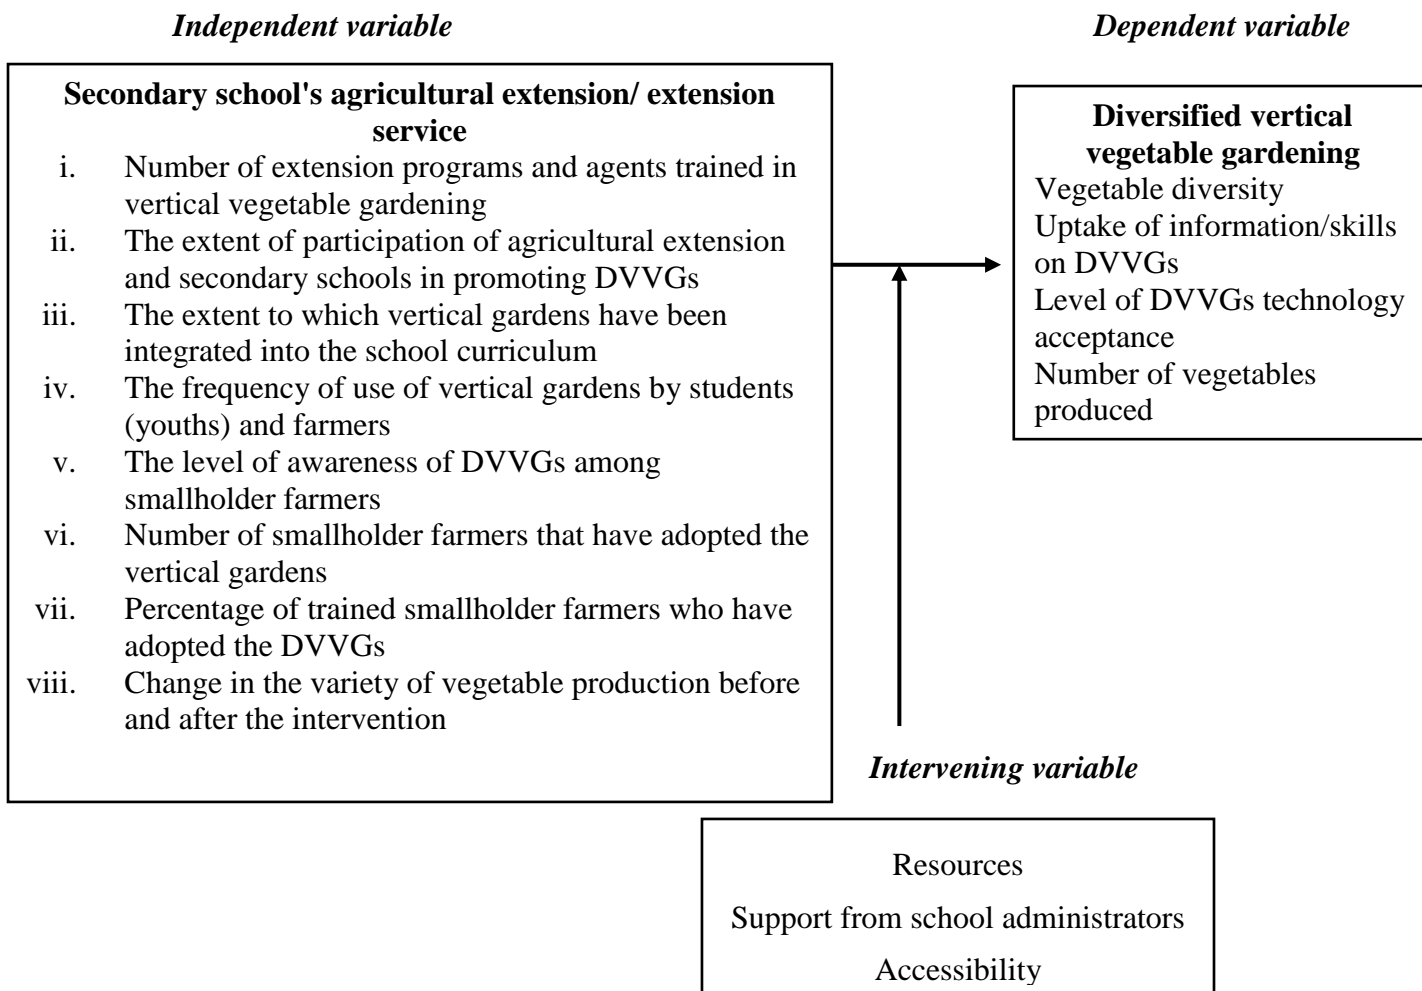 Independent variable
Dependent variable
Secondary school's agricultural extension/ extension
service
i. Number of extension programs and agents trained in
vertical vegetable gardening
ii. The extent of participation of agricultural extension
and secondary schools in promoting DVVGs
iii. The extent to which vertical gardens have been
integrated into the school curriculum
iv. The frequency of use of vertical gardens by students
(youths) and farmers
v. The level of awareness of DVVGs among
smallholder farmers
vi. Number of smallholder farmers that have adopted the
vertical gardens
vii. Percentage of trained smallholder farmers who have
adopted the DVVGs
viii. Change in the variety of vegetable production before
and after the intervention
Diversified vertical
vegetable gardening
Vegetable diversity
Uptake of information/skills
on DVVGs
Level of DVVGs technology
acceptance
Number of vegetables
produced
Intervening variable
Resources
Support from school administrators
Accessibility